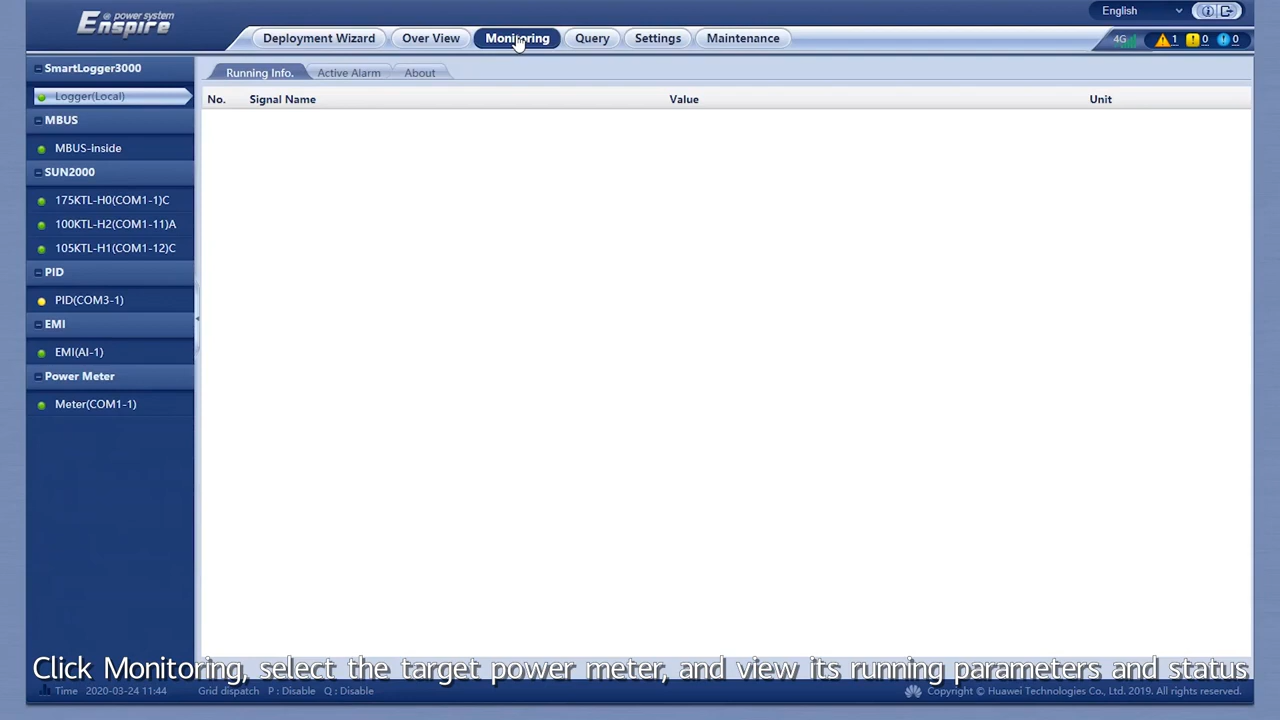 Enspire
@ power system
English
Deployment Wizard
Over View
Monitoring
Query
Settings
Maintenance
4G
1
0
0
SmartLogger3000
Logger(Local)
MBUS
MBUS-inside
SUN2000
175KTL-H0(COM1-1)C
100KTL-H2(COM1-11)A
105KTL-H1(COM1-12)C
PID
PID(COM3-1)
EMI
EMI(AI-1)
Power Meter
Meter(COM1-1)
Running Info.
Active Alarm
About
No. Signal Name Value Unit
Click Monitoring, select the target power meter, and view its running parameters and status
Time 2020-03-24 11:44 Grid dispatch P : Disable Q : Disable
Copyright © Huawei Technologies Co., Ltd. 2019. All rights reserved.